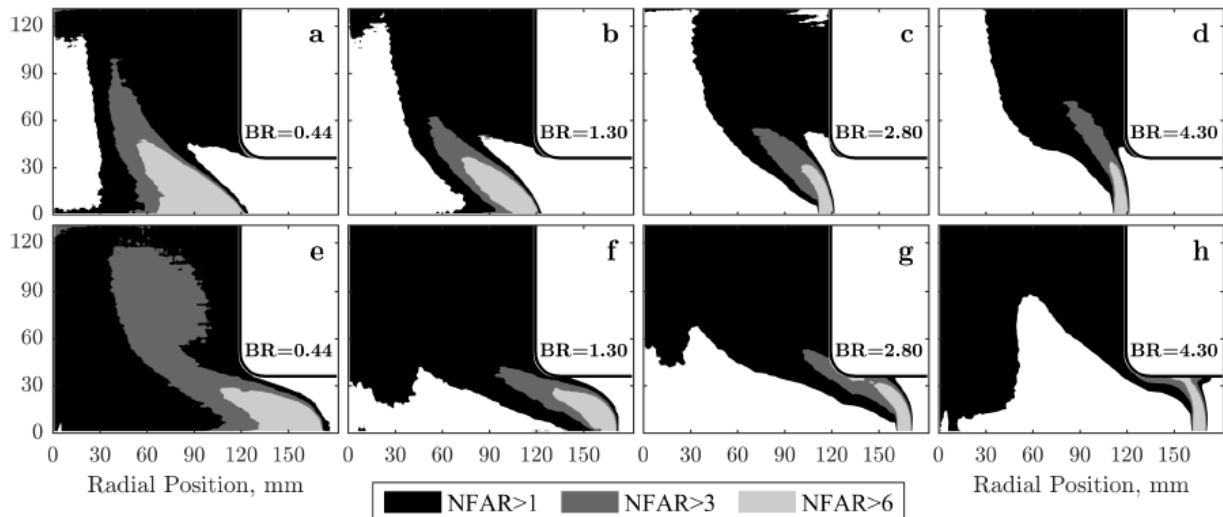 120 a b c d
90
60
BR=0.44 BR=1.30 BR=2.80 BR=4.30
30
0
120 e f g h
90
60
BR=0.44 BR=1.30 BR=2.80 BR=4.30
30
0
0 30 60 90 120 150 0 30 60 90 120 150 0 30 60 90 120 150 0 30 60 90 120 150
Radial Position, mm Radial Position, mm
NFAR>1 NFAR>3 NFAR>6